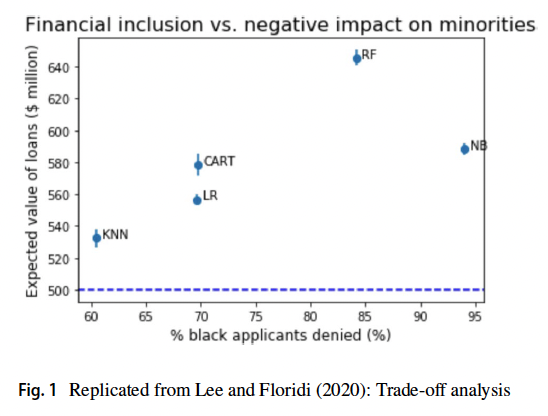 Financial inclusion vs. negative impact on minorities
Expected value of loans ($ million)
640
620
600
580
560
540
520
500
RF
NB
CART
LR
KNN
60 65 70 75 80 85 90 95
% black applicants denied (%)
Fig. 1 Replicated from Lee and Floridi (2020): Trade-off analysis